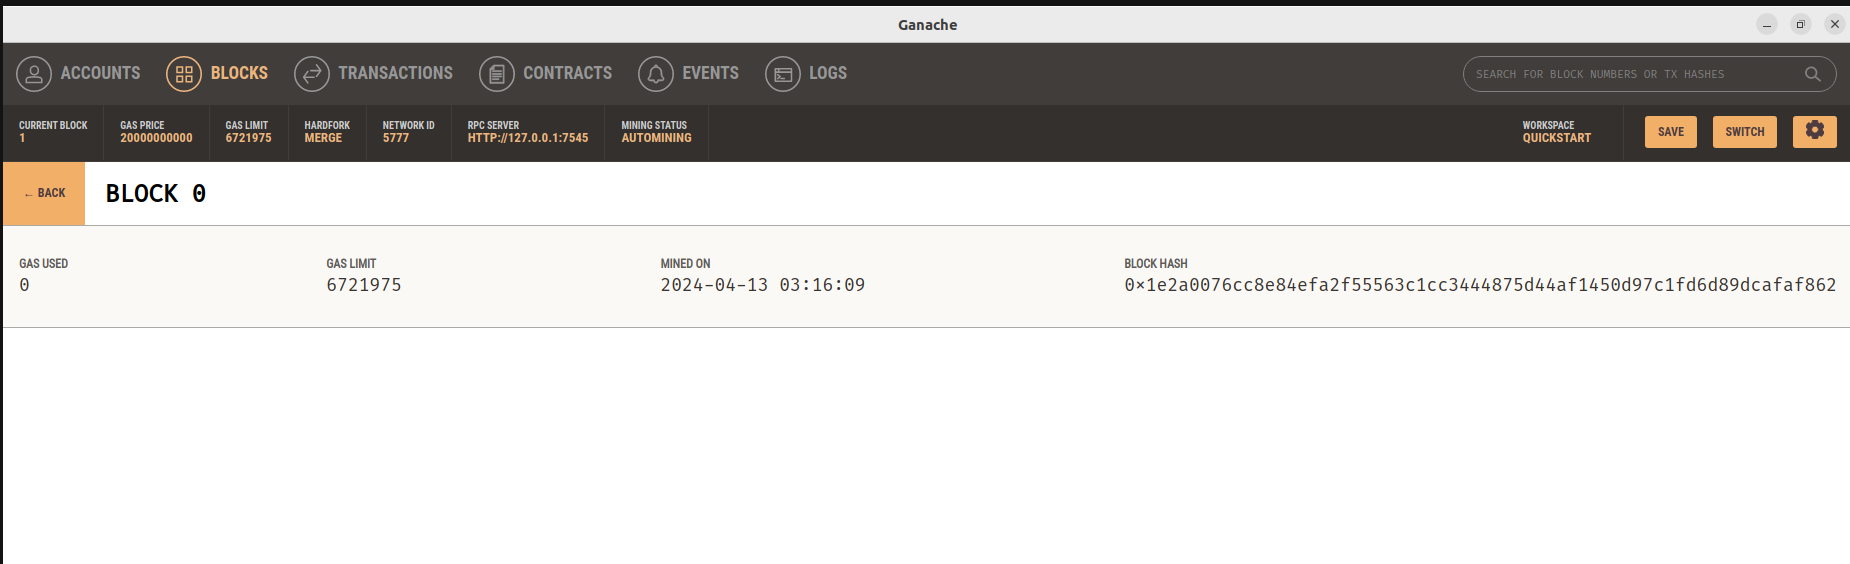 Ganache
ACCOUNTS BLOCKS TRANSACTIONS CONTRACTS EVENTS LOGS SEARCH FOR BLOCK NUMBERS OR TX HASHES
CURRENT BLOCK GAS PRICE GAS LIMIT HARDFORK NETWORK ID RPC SERVER MINING STATUS WORKSPACE
1 20000000000 6721975 MERGE 5777 HTTP://127.0.0.1:7545 AUTOMINING QUICKSTART SAVE SWITCH
← BACK BLOCK 0
GAS USED GAS LIMIT MINED ON BLOCK HASH
0 6721975 2024-04-13 03:16:09 0×1e2a0076cc8e84efa2f55563c1cc3444875d44af1450d97c1fd6d89dcafaf862